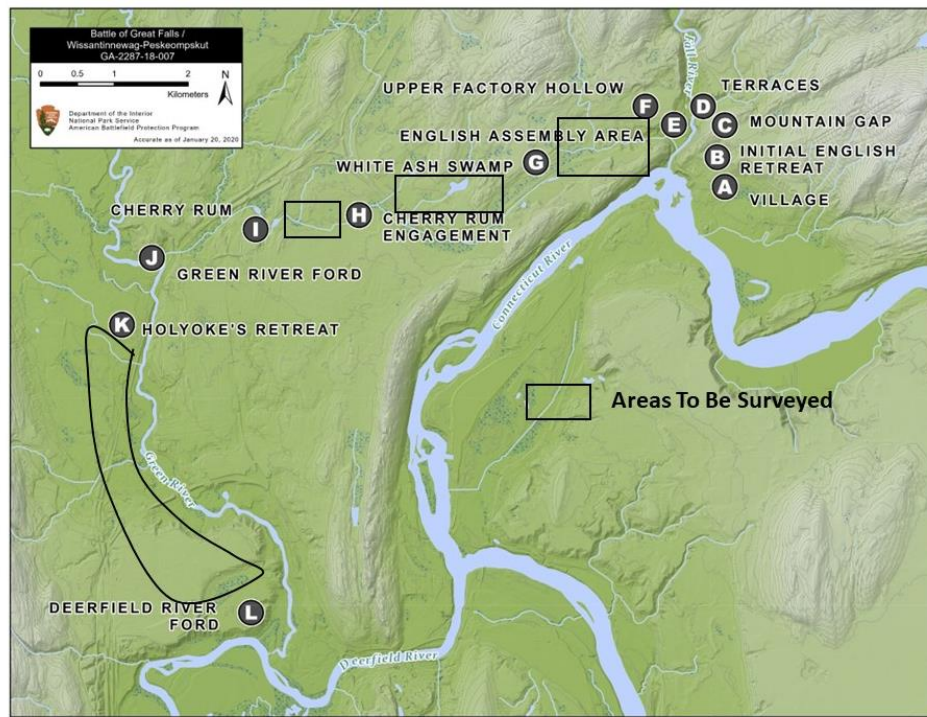 Battle of Great Falls /
Wissantinnewag-Peskeompskut
GA-2287-18-007
0 0.5 1 2
Kilometers
N
Department of the Interior
National Park Service
American Battlefield Protection Program
Accurate as of January 20, 2020
Fall River
UPPER FACTORY HOLLOW
F
D
TERRACES
E
C
MOUNTAIN GAP
ENGLISH ASSEMBLY AREA
B
INITIAL ENGLISH
RETREAT
WHITE ASH SWAMP
G
A
VILLAGE
CHERRY RUM
I
H
CHERRY RUM
ENGAGEMENT
J
GREEN RIVER FORD
Connecticut River
K
HOLYOKE'S RETREAT
Areas To Be Surveyed
Green River
DEERFIELD RIVER
FORD
L
Deerfield River